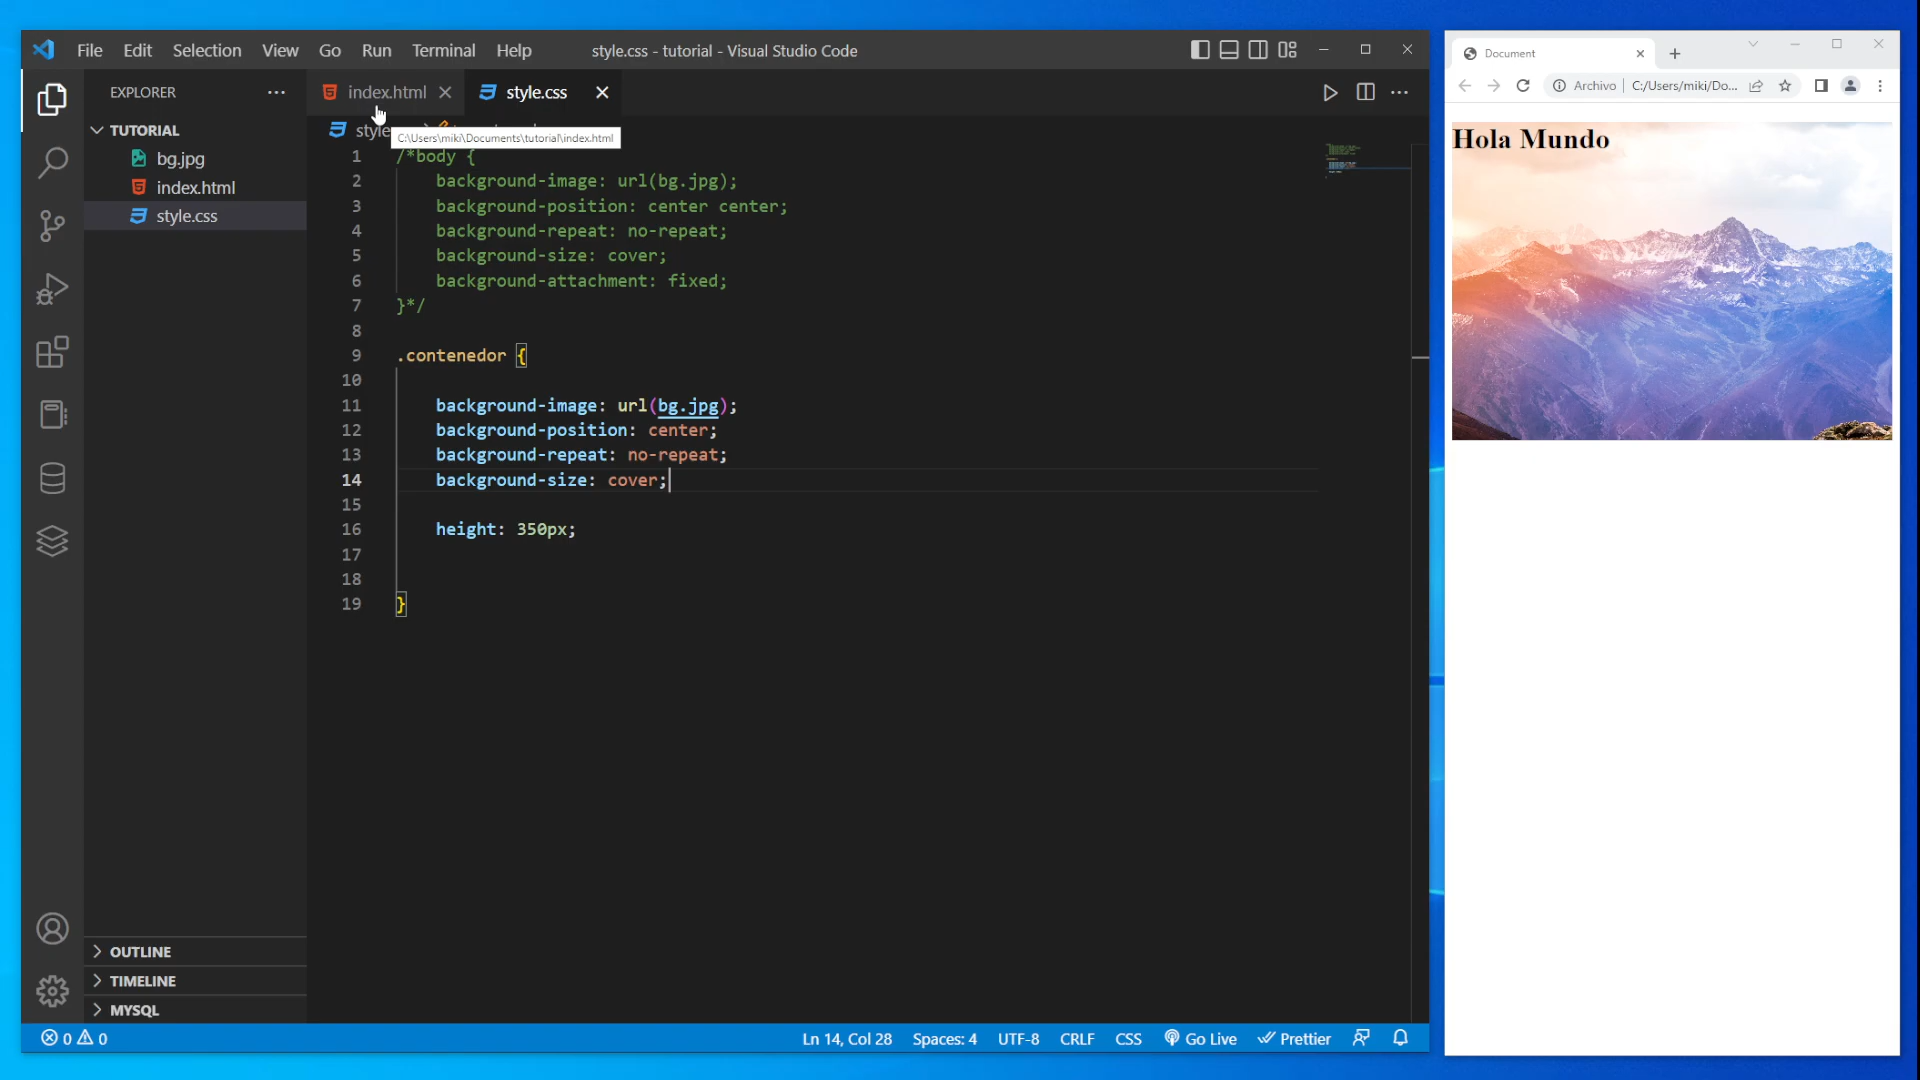 File Edit Selection View Go Run Terminal Help style.css - tutorial - Visual Studio Code
EXPLORER
TUTORIAL
bg.jpg
index.html
style.css
OUTLINE
TIMELINE
MYSQL
index.html style.css
style
C:\Users\miki\Documents\tutorial\index.html
1 /*body {
2 background-image: url(bg.jpg);
3 background-position: center center;
4 background-repeat: no-repeat;
5 background-size: cover;
6 background-attachment: fixed;
7 }*/
8
9 .contenedor {
10
11 background-image: url(bg.jpg);
12 background-position: center;
13 background-repeat: no-repeat;
14 background-size: cover;
15
16 height: 350px;
17
18
19 }
0 0 Ln 14, Col 28 Spaces: 4 UTF-8 CRLF CSS Go Live Prettier
Document
Archivo C:/Users/miki/Do...
Hola Mundo